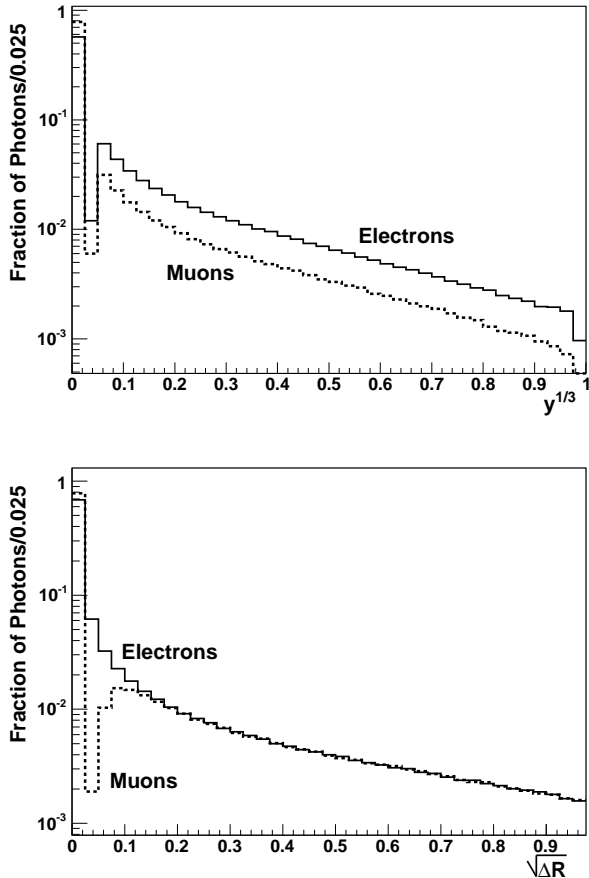 Fraction of Photons/0.025
1
10⁻¹
10⁻²
10⁻³
Electrons
Muons
0 0.1 0.2 0.3 0.4 0.5 0.6 0.7 0.8 0.9 1
y^{1/3}
Fraction of Photons/0.025
1
10⁻¹
10⁻²
10⁻³
Electrons
Muons
0 0.1 0.2 0.3 0.4 0.5 0.6 0.7 0.8 0.9
√ΔR